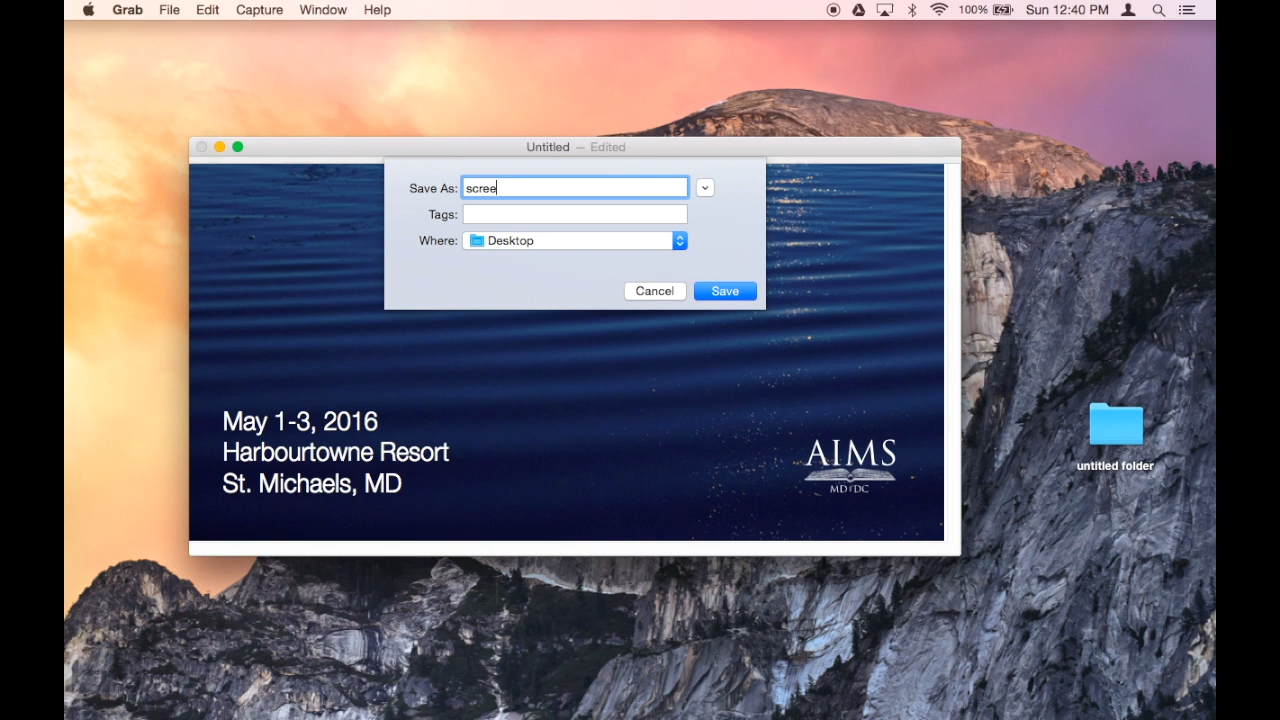 Grab File Edit Capture Window Help 100% Sun 12:40 PM
Untitled — Edited
Save As: scree
Tags:
Where: Desktop
Cancel Save
May 1-3, 2016
Harbourtowne Resort
St. Michaels, MD
AIMS
MD DC
untitled folder